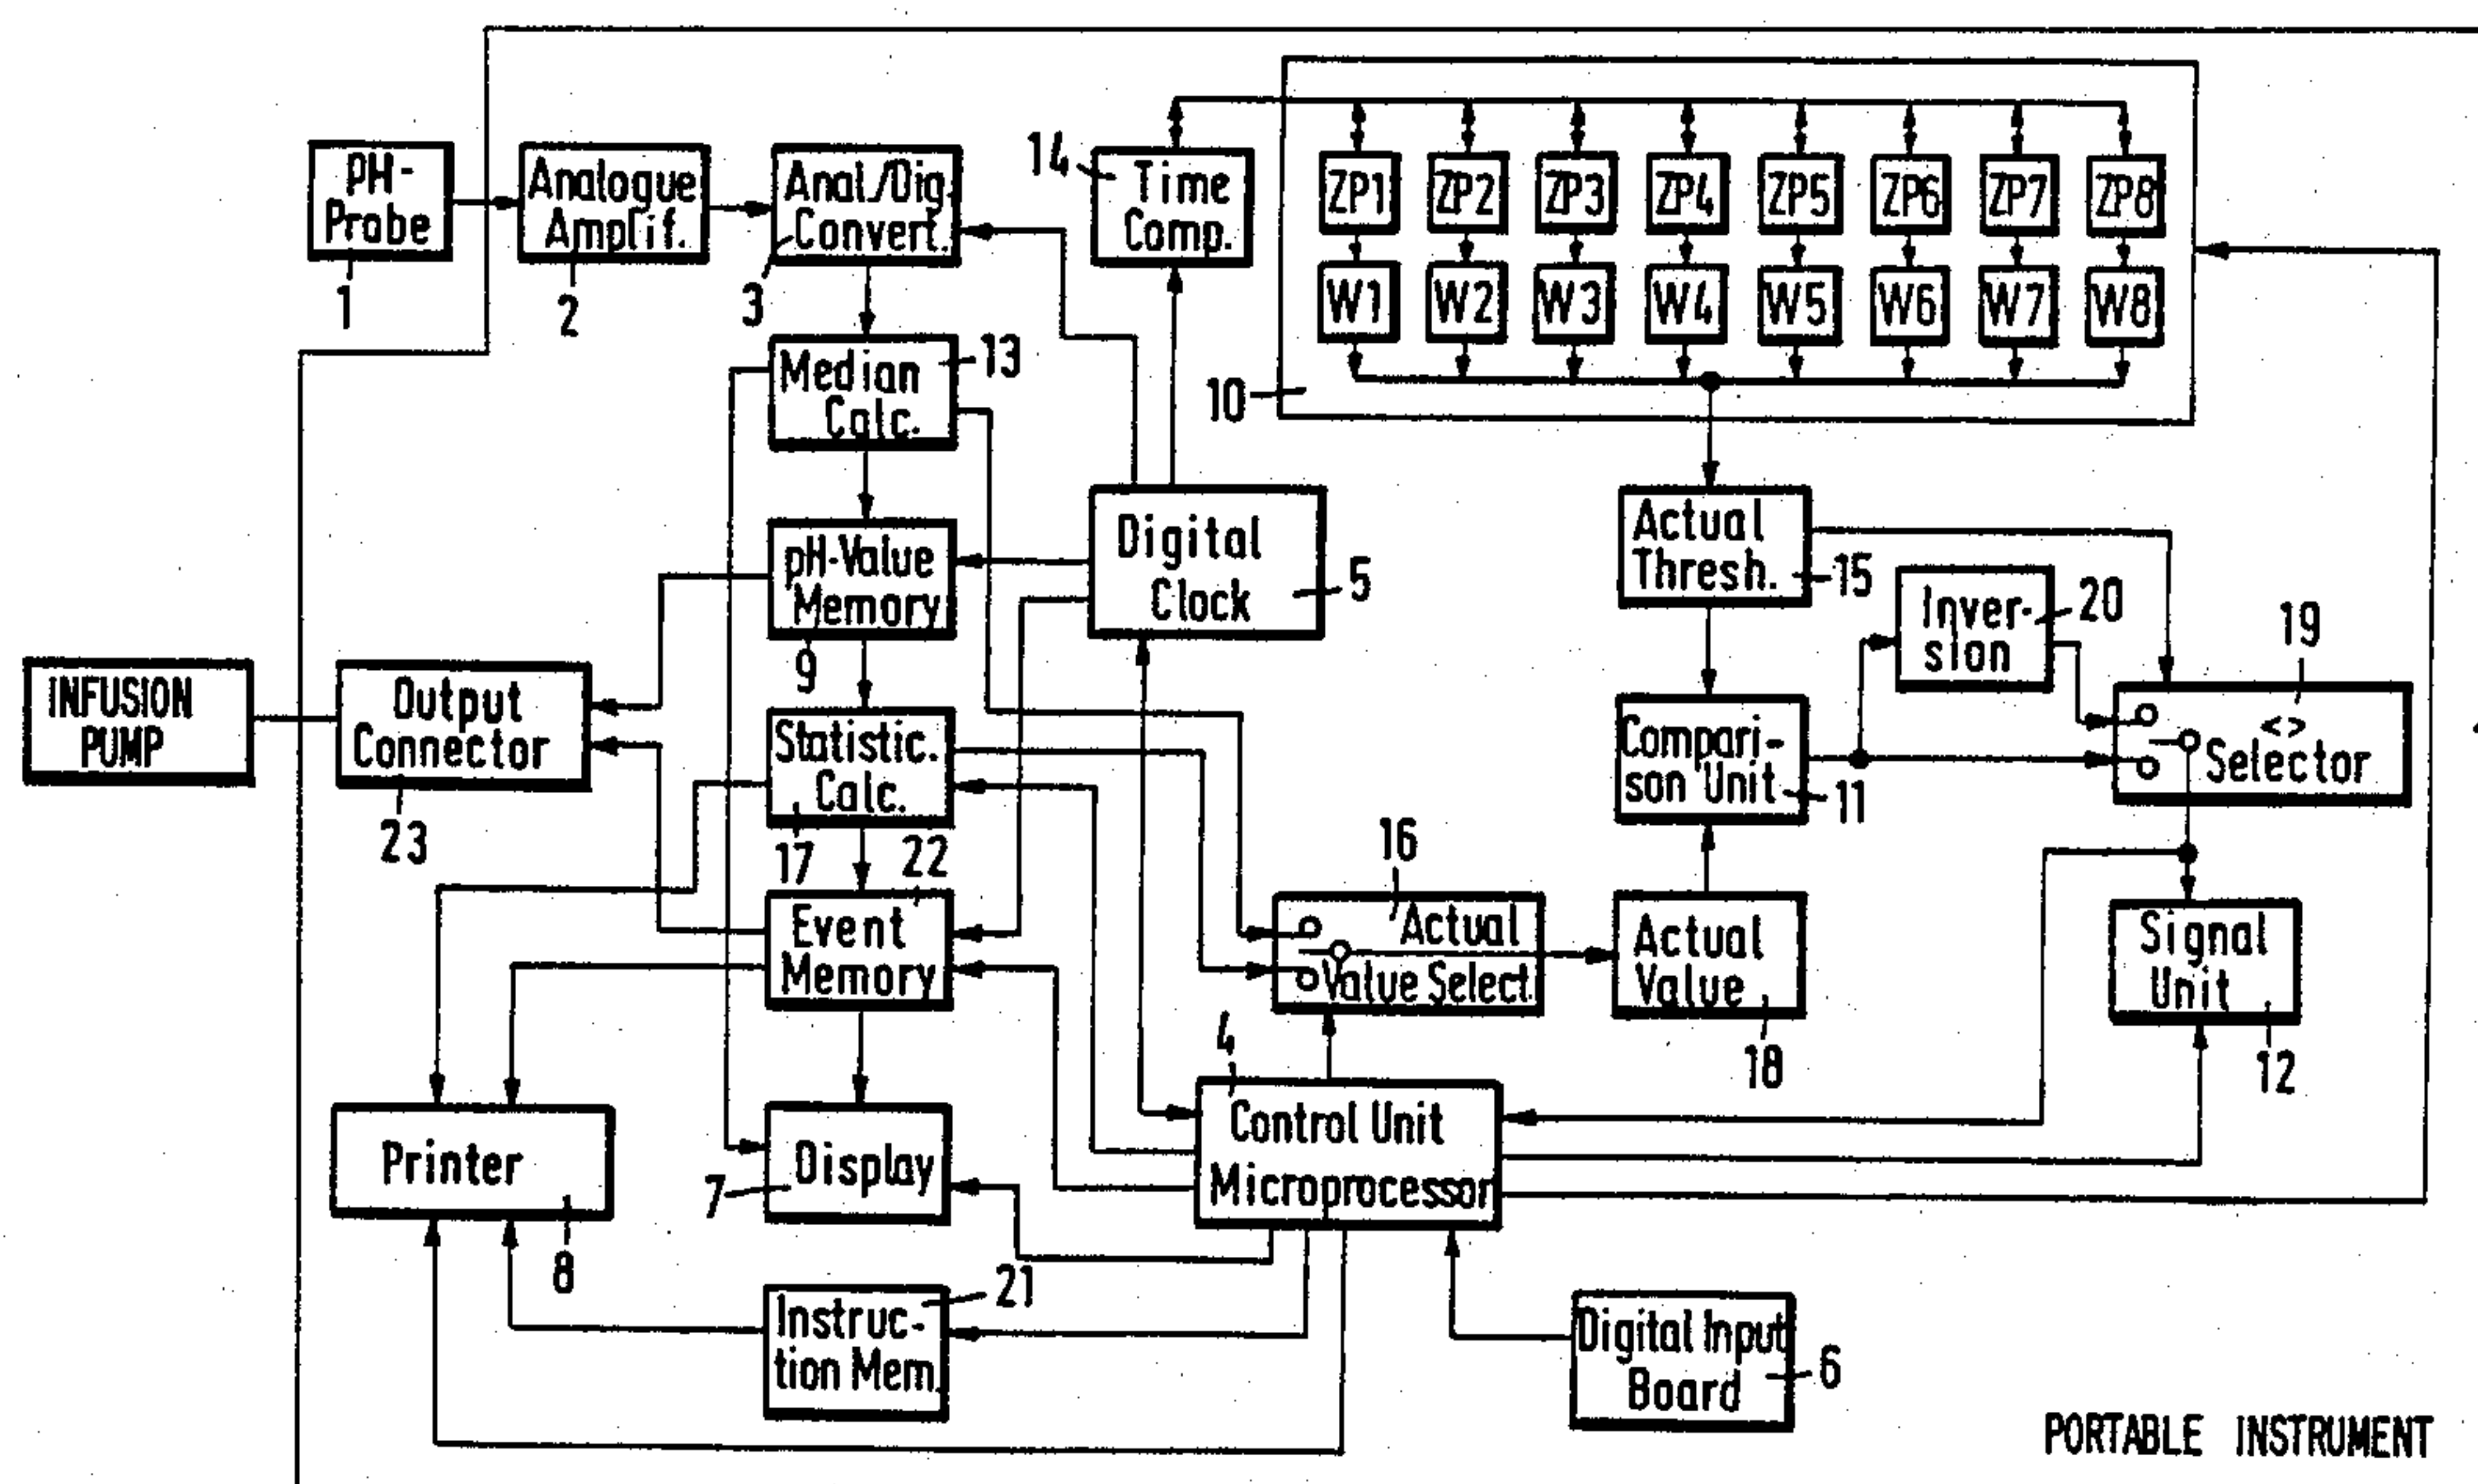 PH-
Probe
1
Analogue
Amplif.
2
Anal./Dig.
Convert.
3
14
Time
Comp.
ZP1 ZP2 ZP3 ZP4 ZP5 ZP6 ZP7 ZP8
W1 W2 W3 W4 W5 W6 W7 W8
10
Median
Calc.
13
pH-Value
Memory
9
Digital
Clock
5
Actual
Thresh.
15
Inver-
sion
20
19
<>
Selector
INFUSION
PUMP
Output
Connector
23
Statistic.
Calc.
17
Compari-
son Unit
11
22
Event
Memory
16
Actual
Value Select.
Actual
Value
18
Signal
Unit
12
4
Control Unit
Microprocessor
Printer
8
Display
7
Instruc-
tion Mem.
21
Digital Input
Board
6
PORTABLE INSTRUMENT